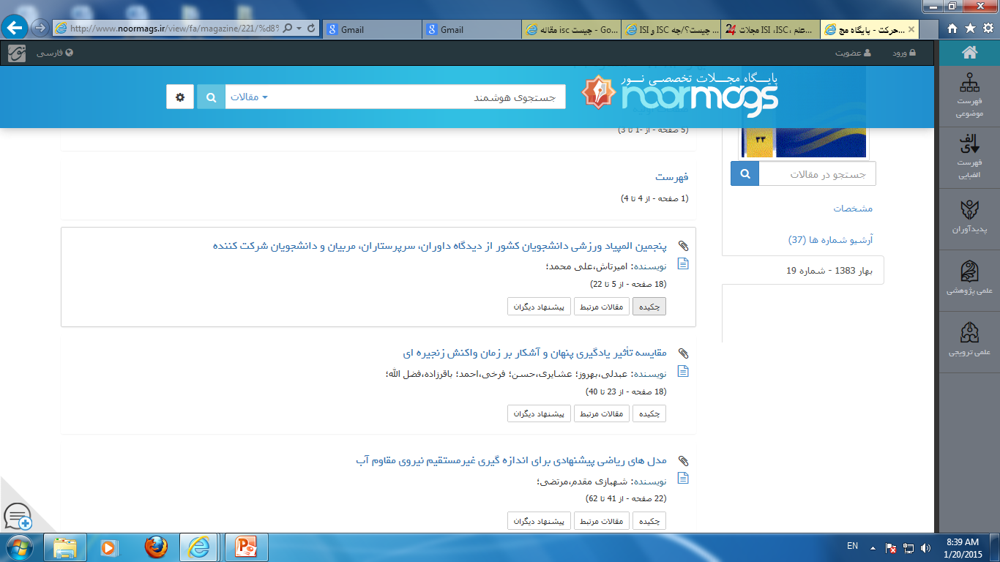 http://www.noormags.ir/view/fa/magazine/221/%d8%
Gmail
Gmail
مقاله isc چیست - Go...
ISI و ISC چیست؟/چه
مجلات ISI ،ISC، علم...
حرکت - پایگاه مج...
ورود
عضویت
فارسی
پایگاه مجلات تخصصی نور
noormags
جستجوی هوشمند
مقالات
فهرست موضوعی
فهرست الفبایی
پدیدآوران
علمی پژوهشی
علمی ترویجی
۳۳
جستجو در مقالات
مشخصات
آرشیو شماره ها (37)
بهار 1383 - شماره 19
(5 صفحه - از -1 تا 3)
فهرست
(1 صفحه - از 4 تا 4)
پنجمین المپیاد ورزشی دانشجویان کشور از دیدگاه داوران، سرپرستاران، مربیان و دانشجویان شرکت کننده
نویسنده: امیرتاش،علی محمد؛
(18 صفحه - از 5 تا 22)
چکیده
مقالات مرتبط
پیشنهاد دیگران
مقایسه تأثیر یادگیری پنهان و آشکار بر زمان واکنش زنجیره ای
نویسنده: عبدلی،بهروز؛ عشایری،حسن؛ فرخی،احمد؛ باقرزاده،فضل الله؛
(18 صفحه - از 23 تا 40)
چکیده
مقالات مرتبط
پیشنهاد دیگران
مدل های ریاضی پیشنهادی برای اندازه گیری غیرمستقیم نیروی مقاوم آب
نویسنده: شهبازی مقدم،مرتضی؛
(22 صفحه - از 41 تا 62)
چکیده
مقالات مرتبط
پیشنهاد دیگران
EN
8:39 AM
1/20/2015